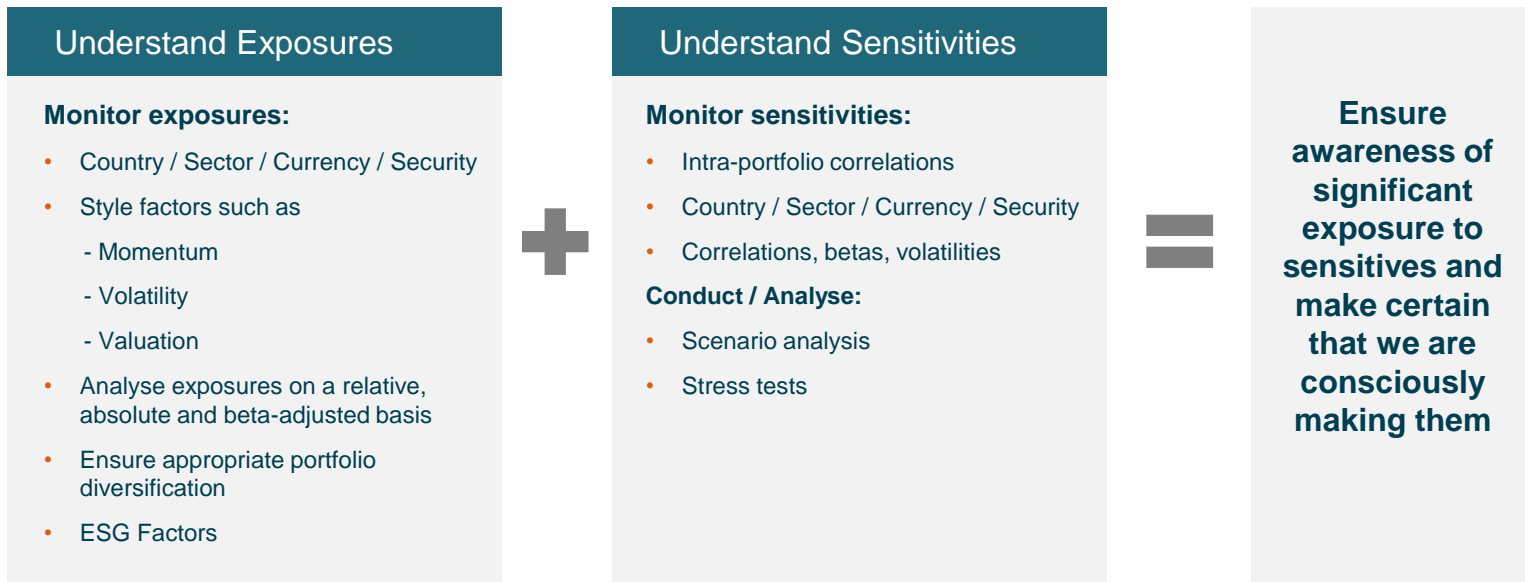 Understand Exposures
Monitor exposures:
• Country / Sector / Currency / Security
• Style factors such as
- Momentum
- Volatility
- Valuation
• Analyse exposures on a relative,
absolute and beta-adjusted basis
• Ensure appropriate portfolio
diversification
• ESG Factors
Understand Sensitivities
Monitor sensitivities:
• Intra-portfolio correlations
• Country / Sector / Currency / Security
• Correlations, betas, volatilities
Conduct / Analyse:
• Scenario analysis
• Stress tests
Ensure
awareness of
significant
exposure to
sensitives and
make certain
that we are
consciously
making them